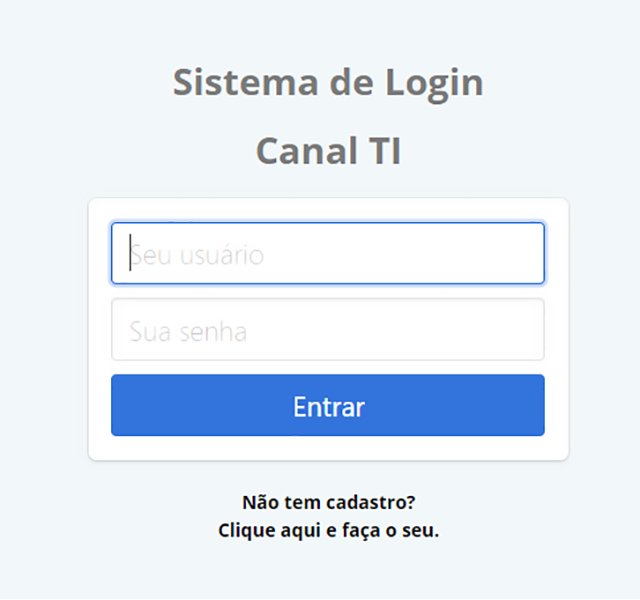 Sistema de Login
Canal TI
Seu usuário
Sua senha
Entrar
Não tem cadastro?
Clique aqui e faça o seu.